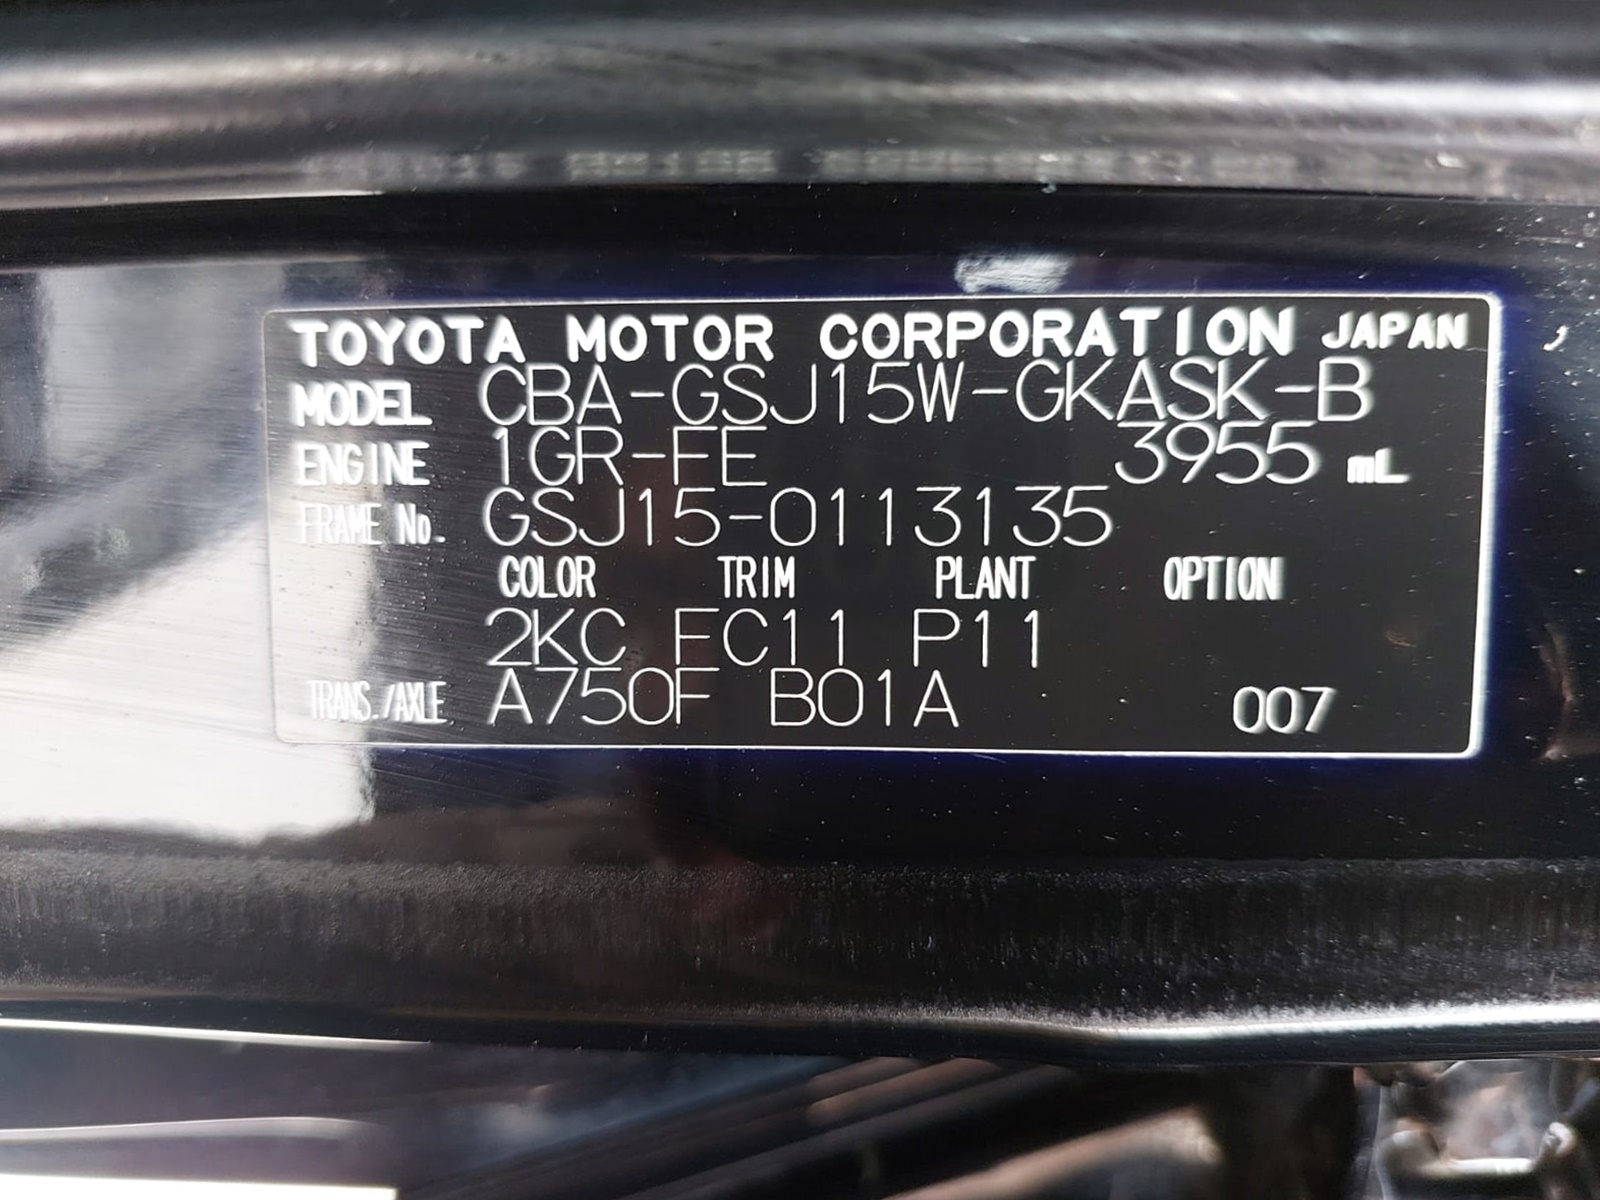 TOYOTA MOTOR CORPORATION JAPAN
MODEL CBA-GSJ15W-GKASK-B
ENGINE 1GR-FE 3955 mL
FRAME No. GSJ15-0113135
COLOR TRIM PLANT OPTION
2KC FC11 P11
TRANS./AXLE A750F B01A 007